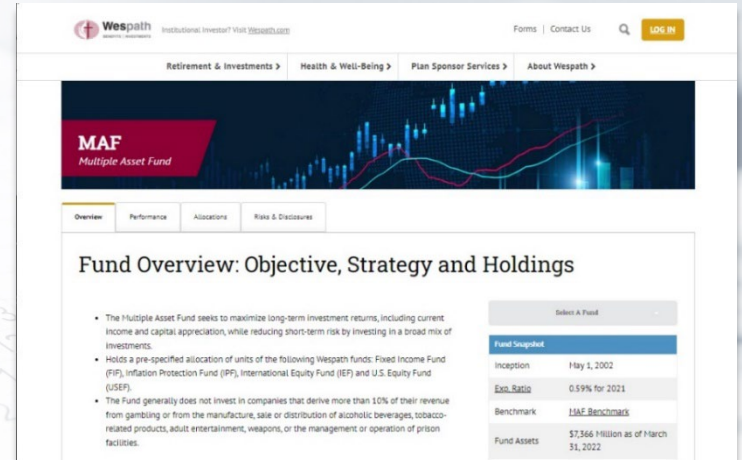 Wespath
BENEFITS | INVESTMENTS
Institutional Investor? Visit Wespath.com
Forms | Contact Us
LOG IN
Retirement & Investments >
Health & Well-Being >
Plan Sponsor Services >
About Wespath >
MAF
Multiple Asset Fund
Overview
Performance
Allocations
Risks & Disclosures
Fund Overview: Objective, Strategy and Holdings
• The Multiple Asset Fund seeks to maximize long-term investment returns, including current
income and capital appreciation, while reducing short-term risk by investing in a broad mix of
investments.
• Holds a pre-specified allocation of units of the following Wespath funds: Fixed Income Fund
(FIF), Inflation Protection Fund (IPF), International Equity Fund (IEF) and U.S. Equity Fund
(USEF).
• The Fund generally does not invest in companies that derive more than 10% of their revenue
from gambling or from the manufacture, sale or distribution of alcoholic beverages, tobacco-
related products, adult entertainment, weapons, or the management or operation of prison
facilities.
Select A Fund
Fund Snapshot
Inception May 1, 2002
Exp. Ratio 0.59% for 2021
Benchmark MAF Benchmark
Fund Assets $7,366 Million as of March
31, 2022